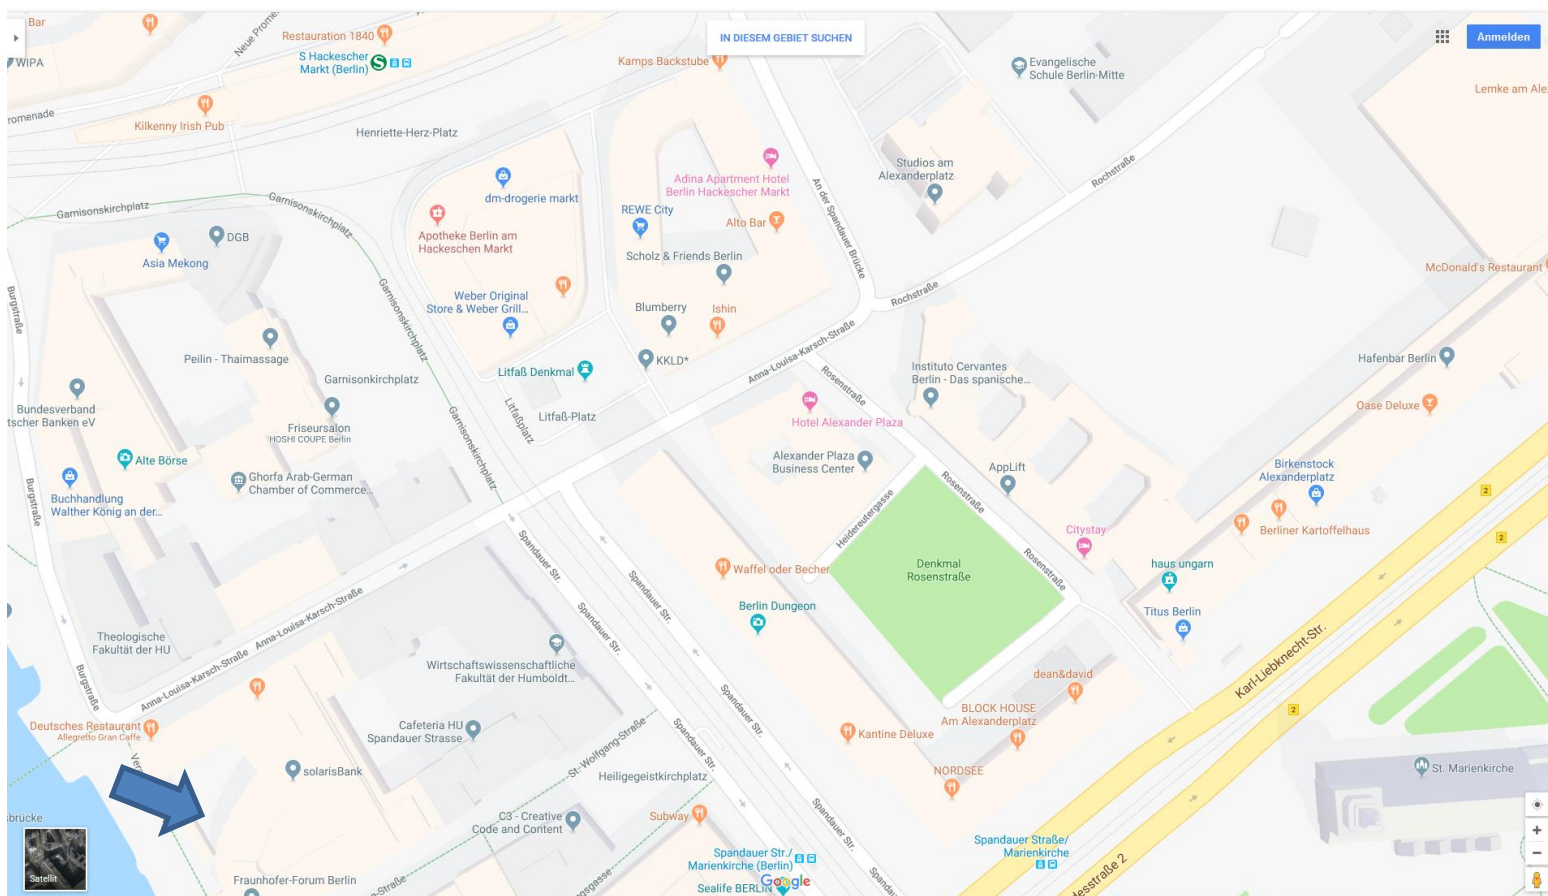 Bar
WIPA
romenade
Restauration 1840
Neue Prome
S Hackescher
Markt (Berlin)
S
Kilkenny Irish Pub
Henriette-Herz-Platz
IN DIESEM GEBIET SUCHEN
Anmelden
Kamps Backstube
Evangelische
Schule Berlin-Mitte
Lemke am Ale
Studios am
Alexanderplatz
Rochstraße
Adina Apartment Hotel
Berlin Hackescher Markt
dm-drogerie markt
REWE City
Alto Bar
An der Spandauer Brücke
Garnisonskirchplatz
Garnisonskirchplatz
DGB
Asia Mekong
Apotheke Berlin am
Hackeschen Markt
Scholz & Friends Berlin
McDonald's Restaurant
Burgstraße
Weber Original
Store & Weber Grill...
Blumberry
Ishin
Rochstraße
Garnisonskirchplatz
Peilin - Thaimassage
KKLD*
Anna-Louisa-Karsch-Straße
Hafenbar Berlin
Litfaß Denkmal
Garnisonkirchplatz
Rosenstraße
Instituto Cervantes
Berlin - Das spanische...
Bundesverband
tscher Banken eV
Litfaßplatz
Litfaß-Platz
Hotel Alexander Plaza
Oase Deluxe
Friseursalon
HOSHI COUPE Berlin
Garnisonskirchplatz
Alte Börse
Alexander Plaza
Business Center
AppLift
Birkenstock
Alexanderplatz
Ghorfa Arab-German
Chamber of Commerce...
Burgstraße
Buchhandlung
Walther König an der...
Rosenstraße
2
Heidereutergasse
Citystay
Berliner Kartoffelhaus
2
Spandauer Str.
Waffel oder Becher
Denkmal
Rosenstraße
Rosenstraße
haus ungarn
Spandauer Str.
Berlin Dungeon
Titus Berlin
Anna-Louisa-Karsch-Straße
Anna-Louisa-Karsch-Straße
Theologische
Fakultät der HU
Spandauer Str.
Karl-Liebknecht-Str.
Wirtschaftswissenschaftliche
Fakultät der Humboldt...
Burgstraße
Anna-Louisa-Karsch-Straße
dean&david
Spandauer Str.
BLOCK HOUSE
Am Alexanderplatz
2
Deutsches Restaurant
Allegretto Gran Caffe
Cafeteria HU
Spandauer Strasse
St.-Wolfgang-Straße
Spandauer Str.
Kantine Deluxe
solarisBank
Heiligegeistkirchplatz
NORDSEE
St. Marienkirche
sbrücke
C3 - Creative
Code and Content
Subway
Spandauer Str.
Spandauer Straße/
Marienkirche
Spandauer Str./
Marienkirche (Berlin)
Satellit
Fraunhofer-Forum Berlin
Google
Sealife BERLIN
desstraße 2